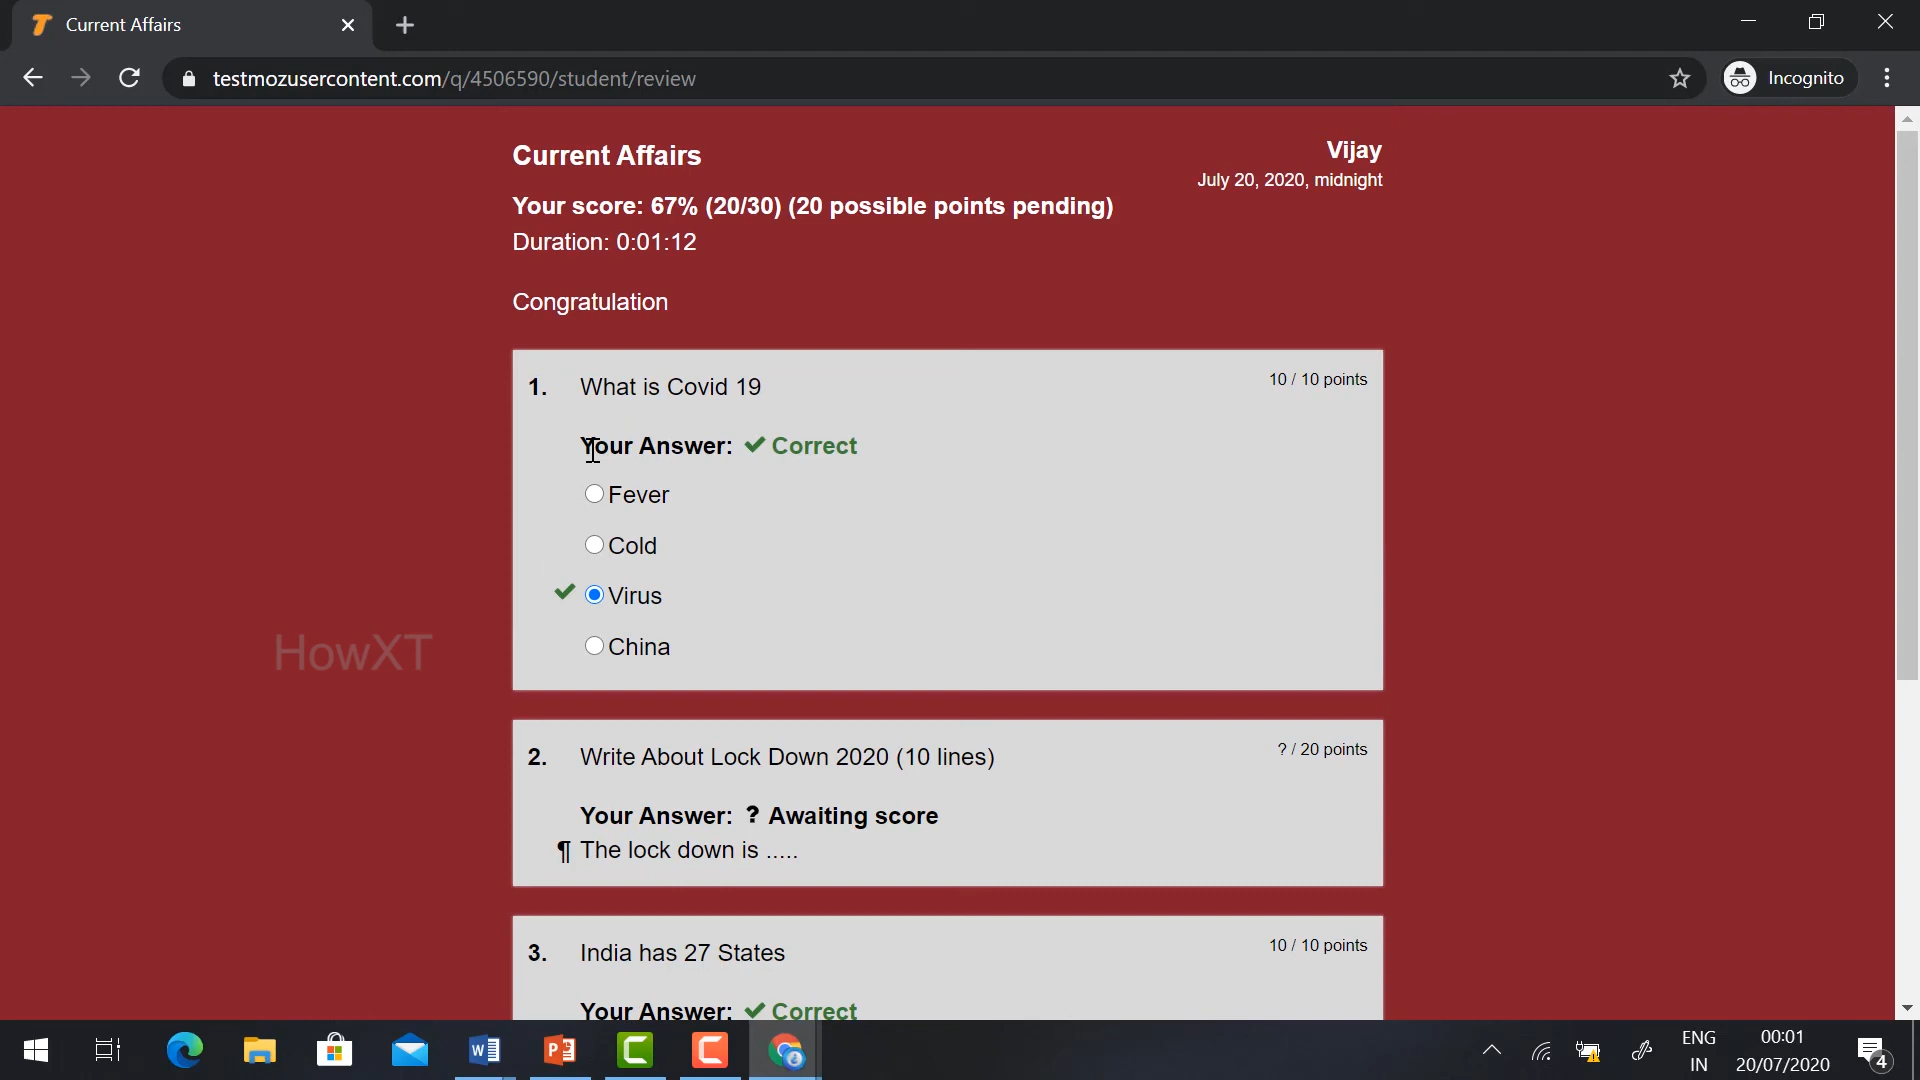 Current Affairs
testmozusercontent.com/q/4506590/student/review
Incognito
Current Affairs
Vijay
July 20, 2020, midnight
Your score: 67% (20/30) (20 possible points pending)
Duration: 0:01:12
Congratulation
1. What is Covid 19
10 / 10 points
Your Answer: ✔ Correct
Fever
Cold
✔ Virus
China
HowXT
2. Write About Lock Down 2020 (10 lines)
? / 20 points
Your Answer: ? Awaiting score
¶ The lock down is .....
3. India has 27 States
10 / 10 points
Your Answer: ✔ Correct
ENG
IN
00:01
20/07/2020
4